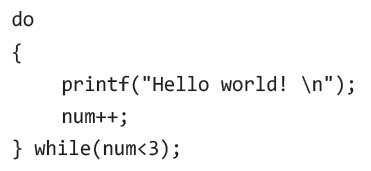 do
{
printf("Hello world! \n");
num++;
} while(num<3);